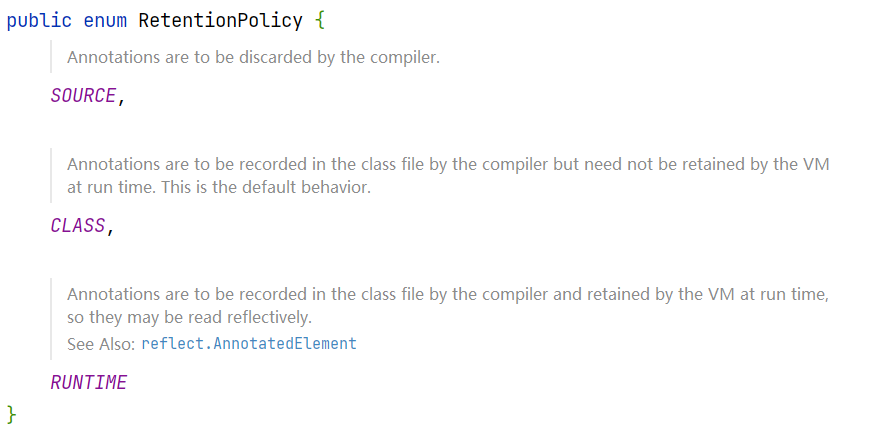 public enum RetentionPolicy {
Annotations are to be discarded by the compiler.
SOURCE,
Annotations are to be recorded in the class file by the compiler but need not be retained by the VM
at run time. This is the default behavior.
CLASS,
Annotations are to be recorded in the class file by the compiler and retained by the VM at run time,
so they may be read reflectively.
See Also: reflect.AnnotatedElement
RUNTIME
}